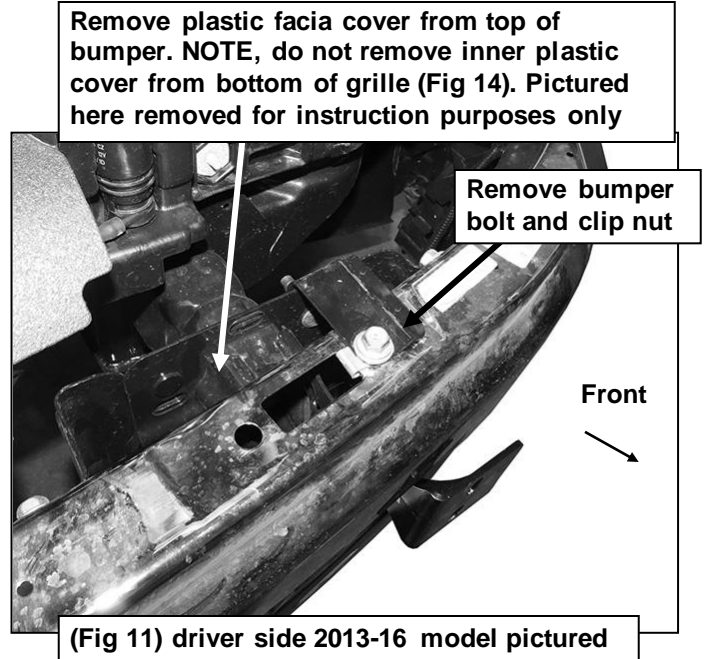 Remove plastic facia cover from top of
bumper. NOTE, do not remove inner plastic
cover from bottom of grille (Fig 14). Pictured
here removed for instruction purposes only
Remove bumper
bolt and clip nut
Front
(Fig 11) driver side 2013-16 model pictured